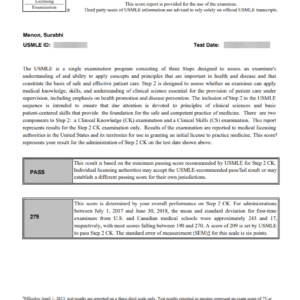 Licensing
Examination
This score report is provided for the use of the examinee.
Third party users of USMLE information are advised to rely solely on official USMLE transcripts.
Menon, Surabhi
USMLE ID
Test Date:
The USMLE is a single examination program consisting of three Steps designed to assess an examinee's
understanding of and ability to apply concepts and principles that are important in health and disease and that
constitute the basis of safe and effective patient care. Step 2 is designed to assess whether an examinee can apply
medical knowledge, skills, and understanding of clinical science essential for the provision of patient care under
supervision, including emphasis on health promotion and disease prevention. The inclusion of Step 2 in the USMLE
sequence is intended to ensure that due attention is devoted to principles of clinical sciences and basic
patient-centered skills that provide the foundation for the safe and competent practice of medicine. There are two
components to Step 2: a Clinical Knowledge (CK) examination and a Clinical Skills (CS) examination. This report
represents results for the Step 2 CK examination only. Results of the examination are reported to medical licensing
authorities in the United States and its territories for use in granting an initial license to practice medicine. This score*
represents your result for the administration of Step 2 CK on the test date shown above.
PASS
This result is based on the minimum passing score recommended by USMLE for Step 2 CK.
Individual licensing authorities may accept the USMLE-recommended pass/fail result or may
establish a different passing score for their own jurisdictions.
This score is determined by your overall performance on Step 2 CK. For administrations
between July 1, 2017 and June 30, 2018, the mean and standard deviation for first-time
examinees from U.S. and Canadian medical schools were approximately 243 and 17,
respectively, with most scores falling between 190 and 270. A score of 209 is set by USMLE
to pass Step 2 CK. The standard error of measurement (SEM)‡ for this scale is six points.